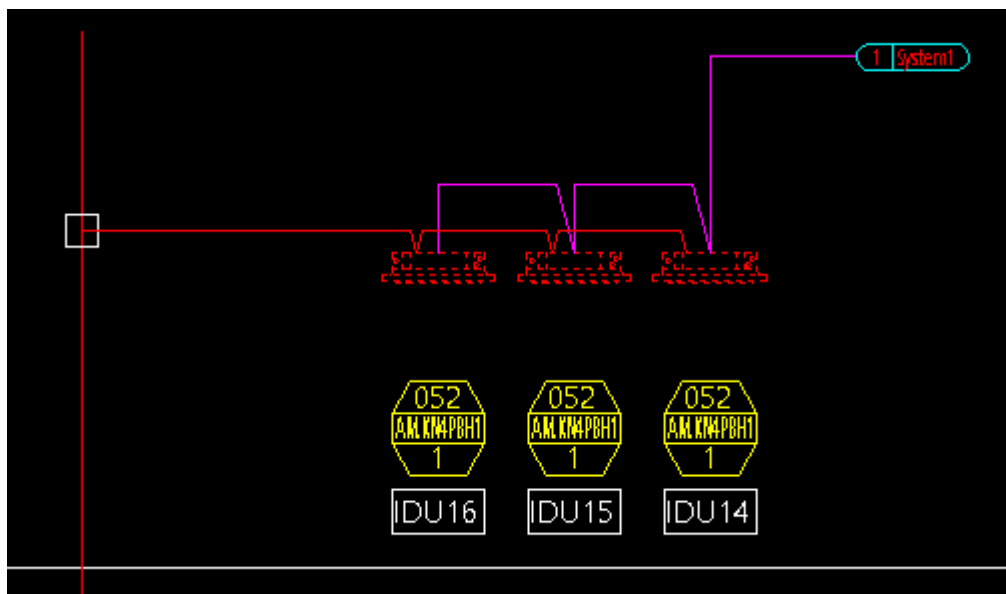 1 System1
052 052 052
AM.KN4PBH1 AM.KN4PBH1 AM.KN4PBH1
1 1 1
IDU16 IDU15 IDU14